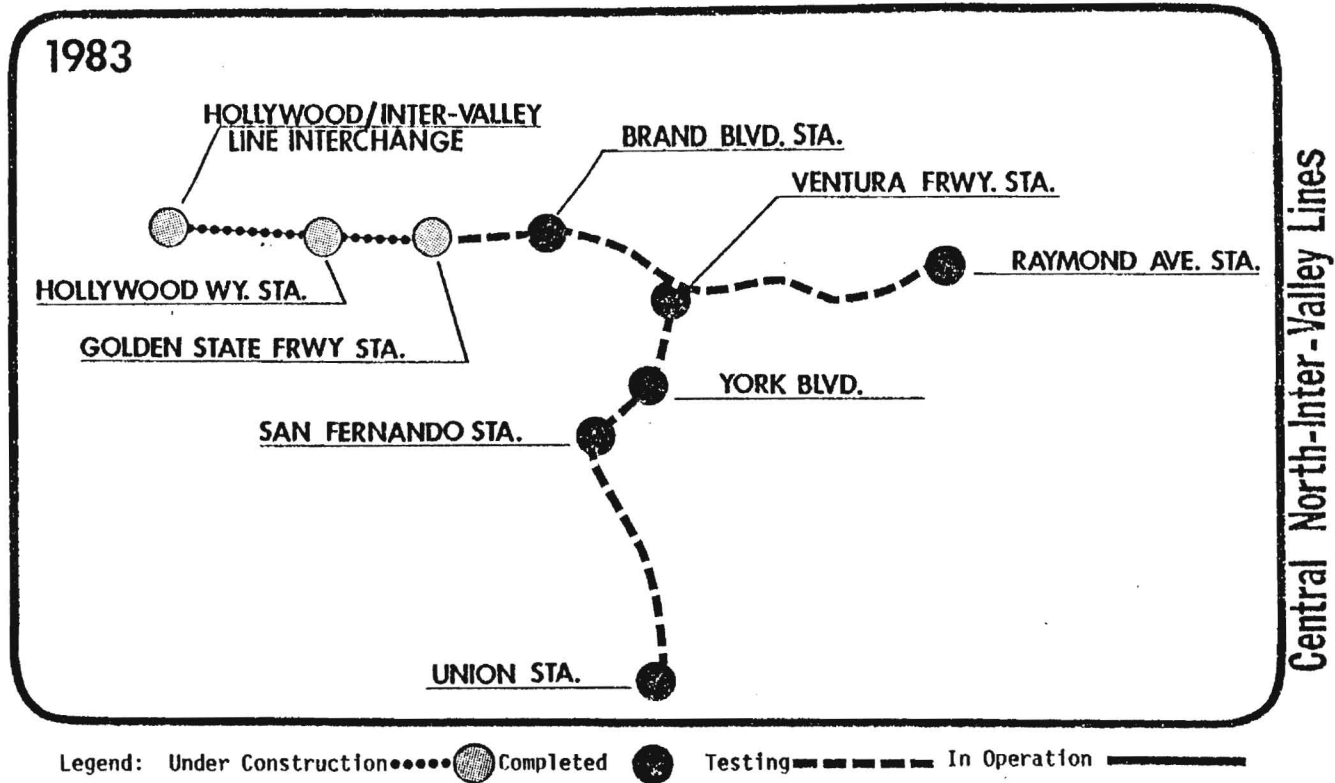 1983
HOLLYWOOD/INTER-VALLEY
LINE INTERCHANGE
BRAND BLVD. STA.
VENTURA FRWY. STA.
RAYMOND AVE. STA.
HOLLYWOOD WY. STA.
GOLDEN STATE FRWY STA.
YORK BLVD.
SAN FERNANDO STA.
UNION STA.
Central North-Inter-Valley Lines
Legend: Under Construction Completed Testing In Operation